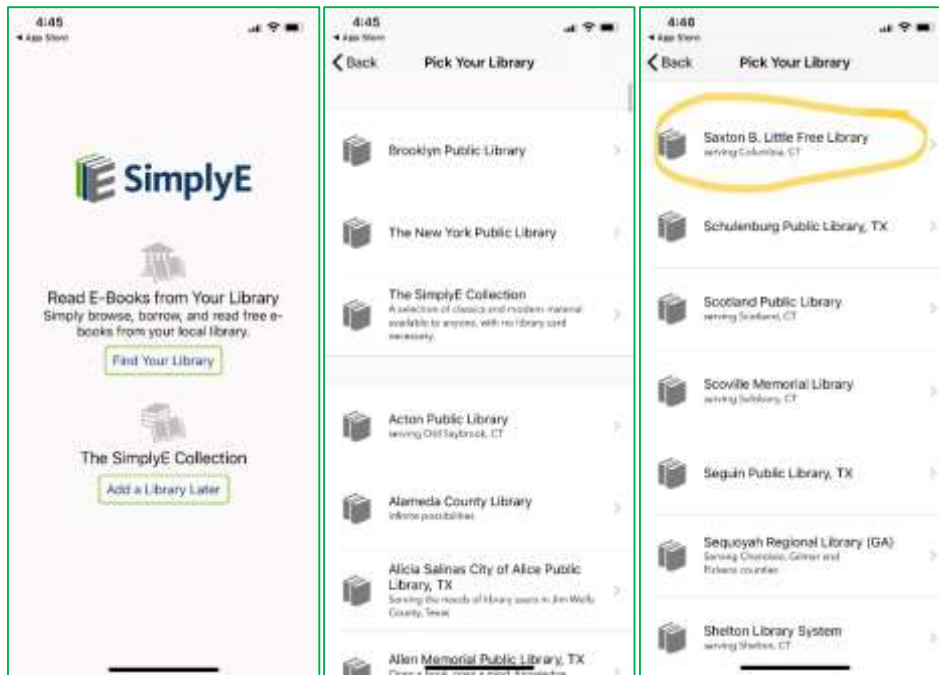 4:45
◄ App Store
SimplyE
Read E-Books from Your Library
Simply browse, borrow, and read free e-
books from your local library.
Find Your Library
The SimplyE Collection
Add a Library Later
4:45
◄ App Store
Back Pick Your Library
Brooklyn Public Library
The New York Public Library
The SimplyE Collection
A selection of classics and modern material
available to anyone, with no library card
necessary.
Acton Public Library
serving Old Saybrook, CT
Alameda County Library
Infinite possibilities
Alicia Salinas City of Alice Public
Library, TX
Serving the needs of library users in Jim Wells
County, Texas
Allen Memorial Public Library, TX
Open a book, open a mind. Knowledge
4:46
◄ App Store
Back Pick Your Library
Saxton B. Little Free Library
serving Columbia, CT
Schulenburg Public Library, TX
Scotland Public Library
serving Scotland, CT
Scoville Memorial Library
serving Salisbury, CT
Seguin Public Library, TX
Sequoyah Regional Library (GA)
Serving Cherokee, Gilmer and
Pickens counties
Shelton Library System
serving Shelton, CT